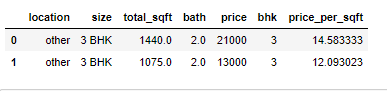 location size total_sqft bath price bhk price_per_sqft
0 other 3 BHK 1440.0 2.0 21000 3 14.583333
1 other 3 BHK 1075.0 2.0 13000 3 12.093023